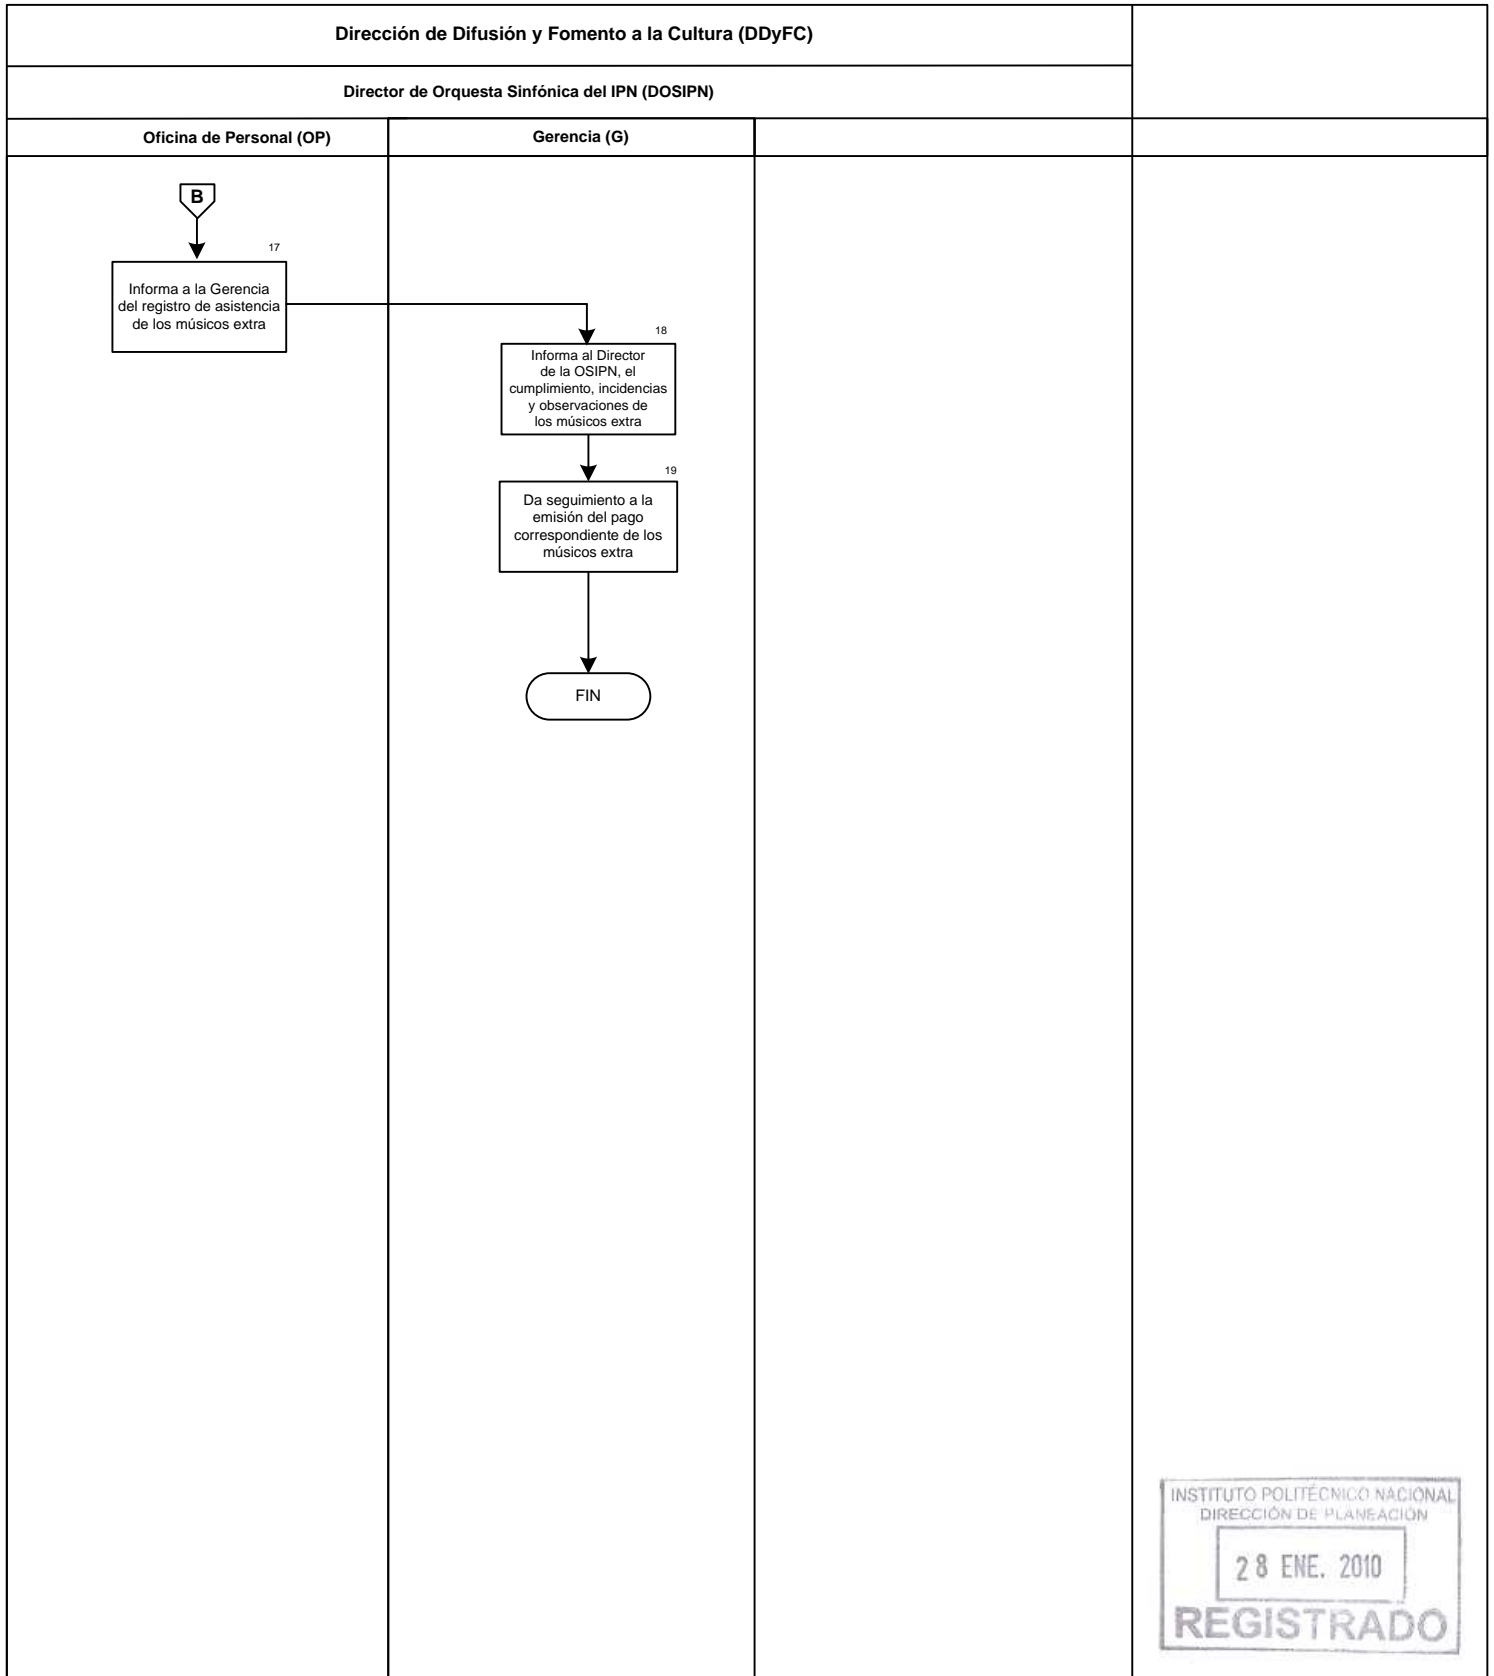 Dirección de Difusión y Fomento a la Cultura (DDyFC)
Director de Orquesta Sinfónica del IPN (DOSIPN)
Oficina de Personal (OP)
Gerencia (G)
B
17
Informa a la Gerencia
del registro de asistencia
de los músicos extra
18
Informa al Director
de la OSIPN, el
cumplimiento, incidencias
y observaciones de
los músicos extra
19
Da seguimiento a la
emisión del pago
correspondiente de los
músicos extra
FIN
INSTITUTO POLITÉCNICO NACIONAL
DIRECCIÓN DE PLANEACIÓN
28 ENE. 2010
REGISTRADO